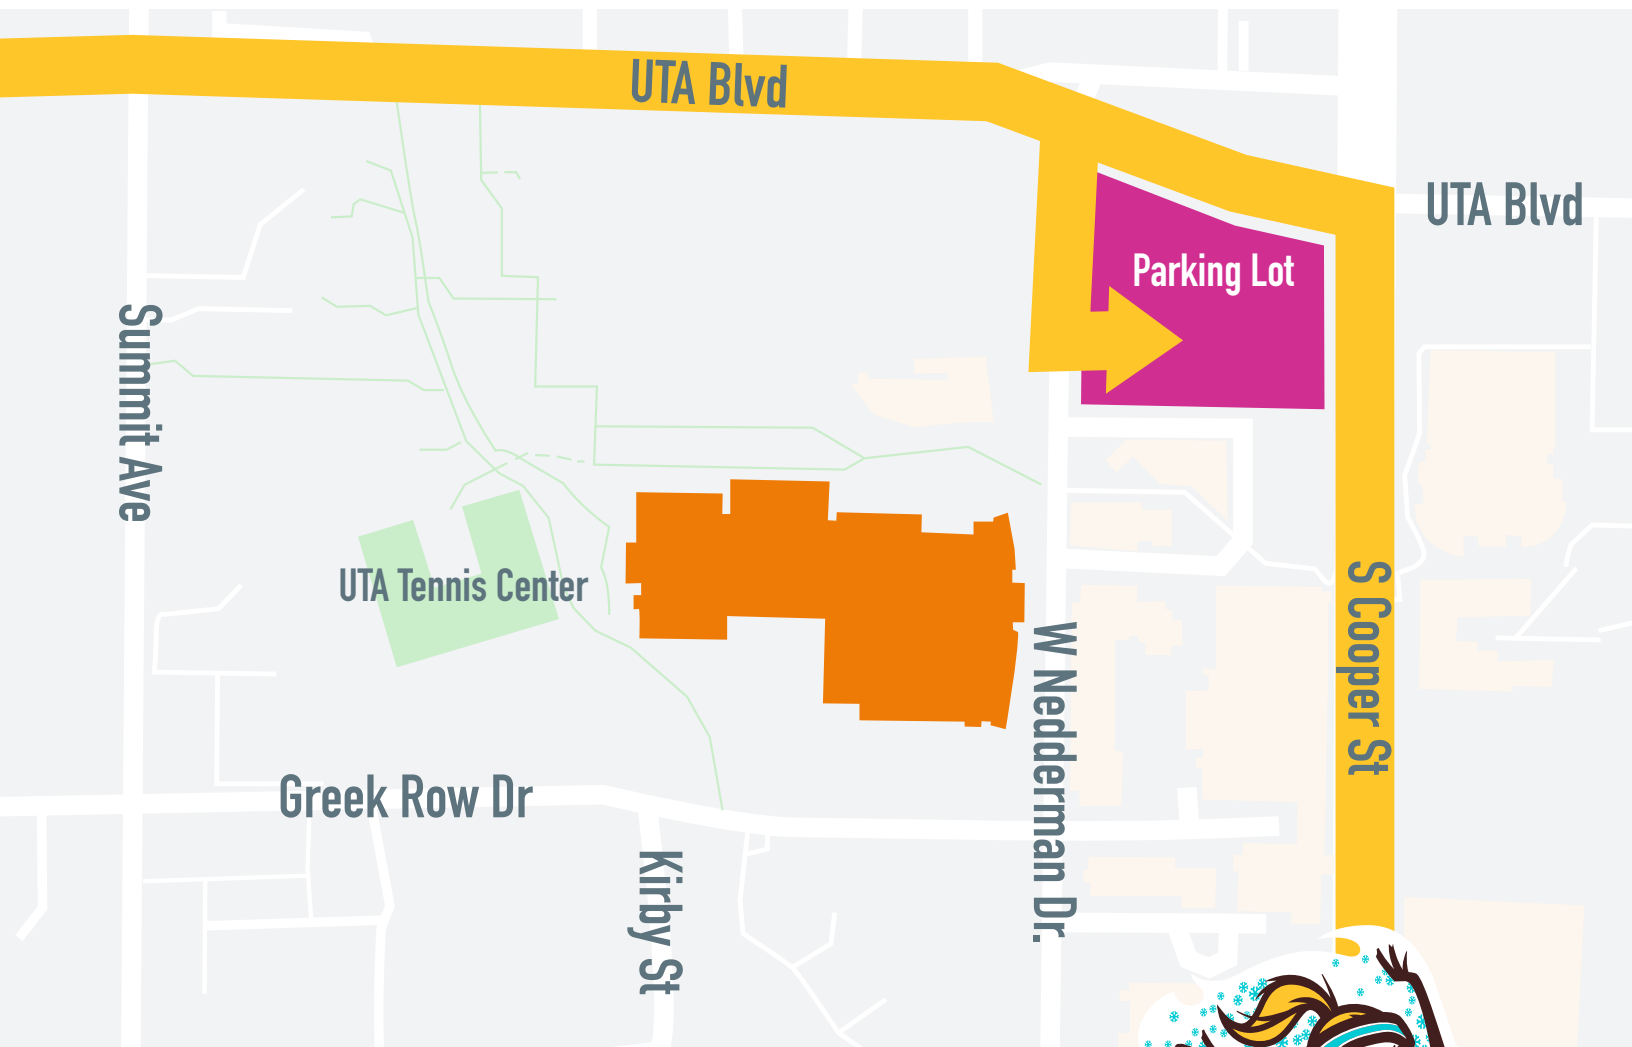 UTA Blvd
UTA Blvd
Parking Lot
Summit Ave
UTA Tennis Center
S Cooper St
W Nedderman Dr.
Greek Row Dr
Kirby St